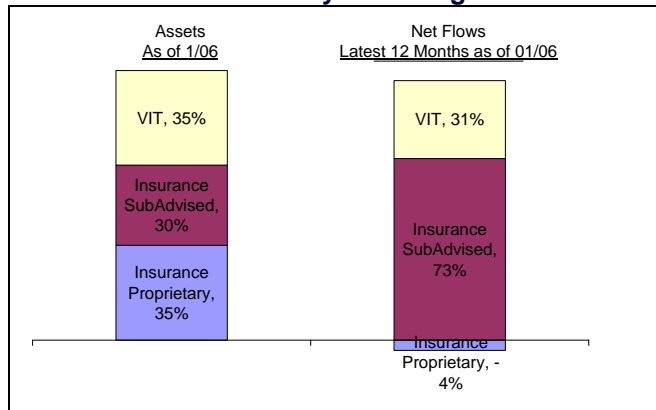 Assets
As of 1/06
Net Flows
Latest 12 Months as of 01/06
VIT, 35%
Insurance
SubAdvised,
30%
Insurance
Proprietary,
35%
VIT, 31%
Insurance
SubAdvised,
73%
Insurance
Proprietary, -
4%